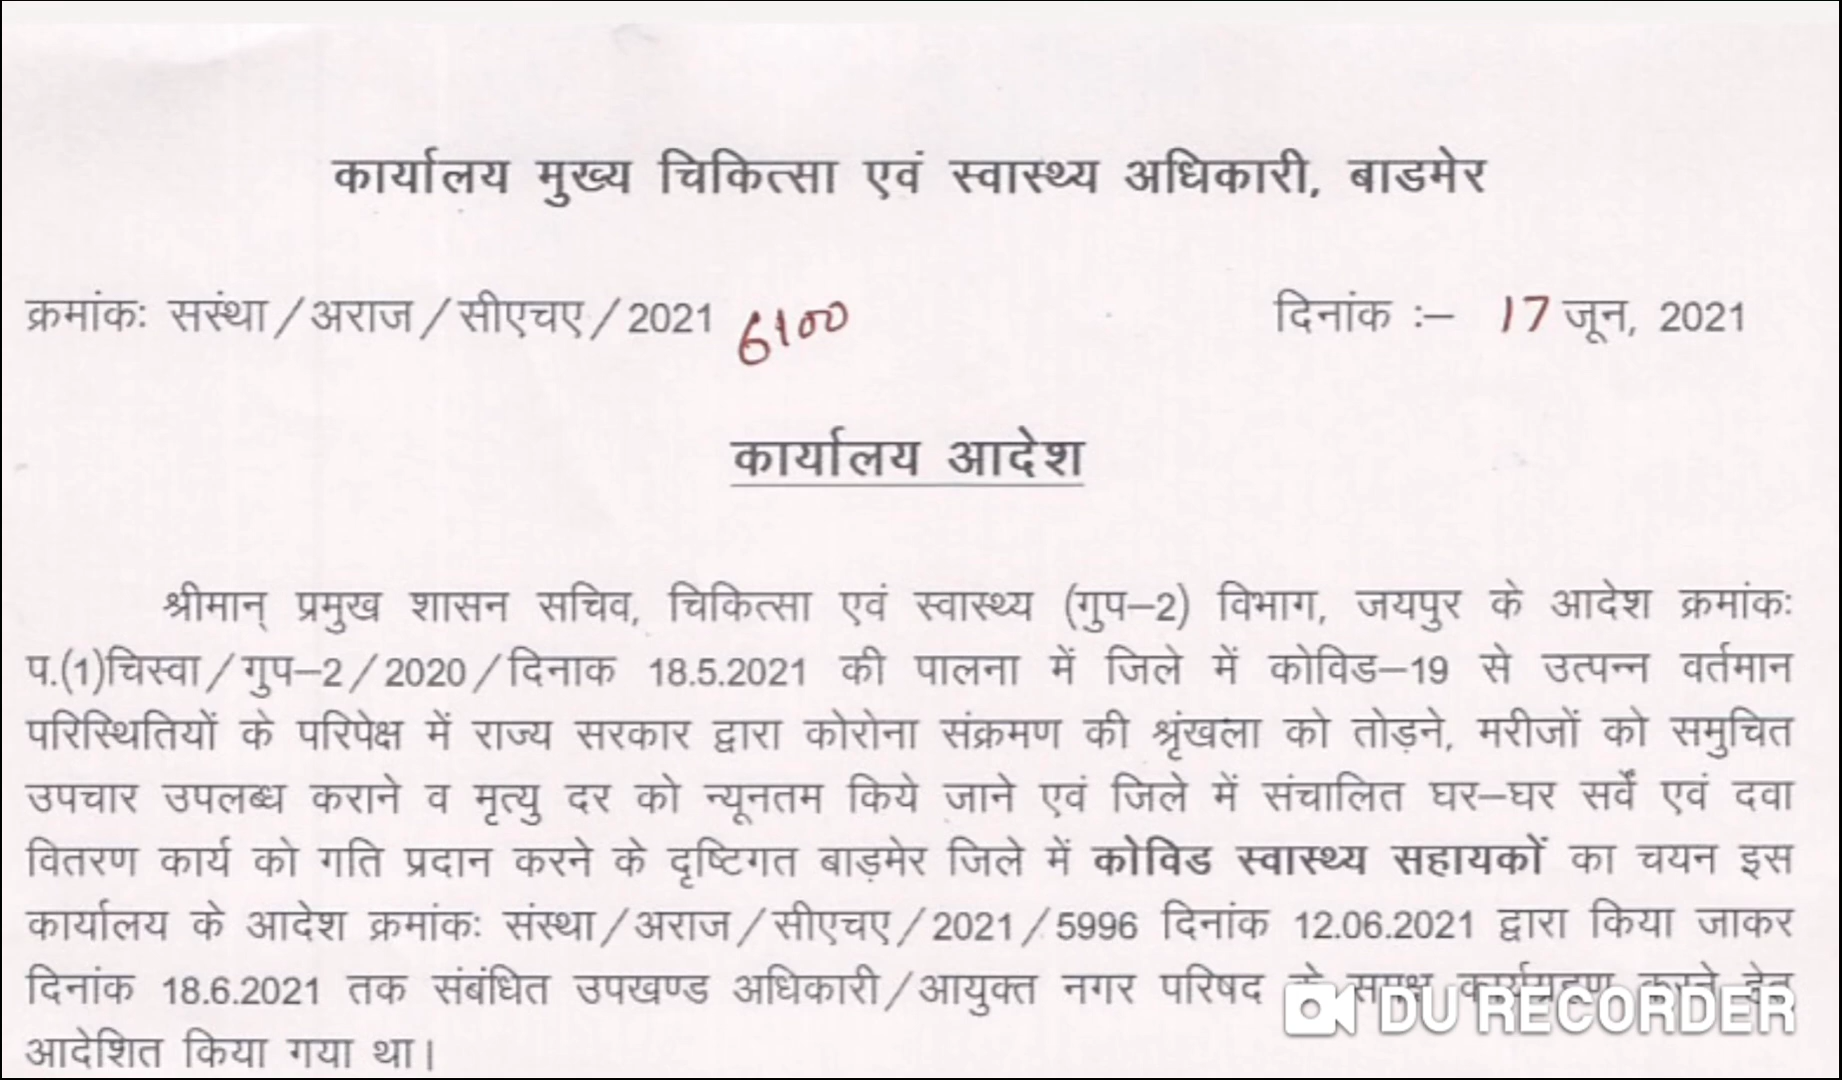 कार्यालय मुख्य चिकित्सा एवं स्वास्थ्य अधिकारी, बाडमेर
क्रमांकः सस्ंथा/अराज/सीएचए/2021 6100 दिनांक :– 17 जून, 2021
कार्यालय आदेश
श्रीमान् प्रमुख शासन सचिव, चिकित्सा एवं स्वास्थ्य (गुप–2) विभाग, जयपुर के आदेश क्रमांकः
प.(1)चिस्वा/गुप–2/2020/दिनाक 18.5.2021 की पालना में जिले में कोविड–19 से उत्पन्न वर्तमान
परिस्थितियों के परिपेक्ष में राज्य सरकार द्वारा कोरोना संक्रमण की श्रृंखला को तोड़ने, मरीजों को समुचित
उपचार उपलब्ध कराने व मृत्यु दर को न्यूनतम किये जाने एवं जिले में संचालित घर–घर सर्वे एवं दवा
वितरण कार्य को गति प्रदान करने के दृष्टिगत बाड़मेर जिले में कोविड स्वास्थ्य सहायकों का चयन इस
कार्यालय के आदेश क्रमांकः संस्था/अराज/सीएचए/2021/5996 दिनांक 12.06.2021 द्वारा किया जाकर
दिनांक 18.6.2021 तक संबंधित उपखण्ड अधिकारी/आयुक्त नगर परिषद के समक्ष कार्यग्रहण करने हेतु
आदेशित किया गया था।
DU RECORDER